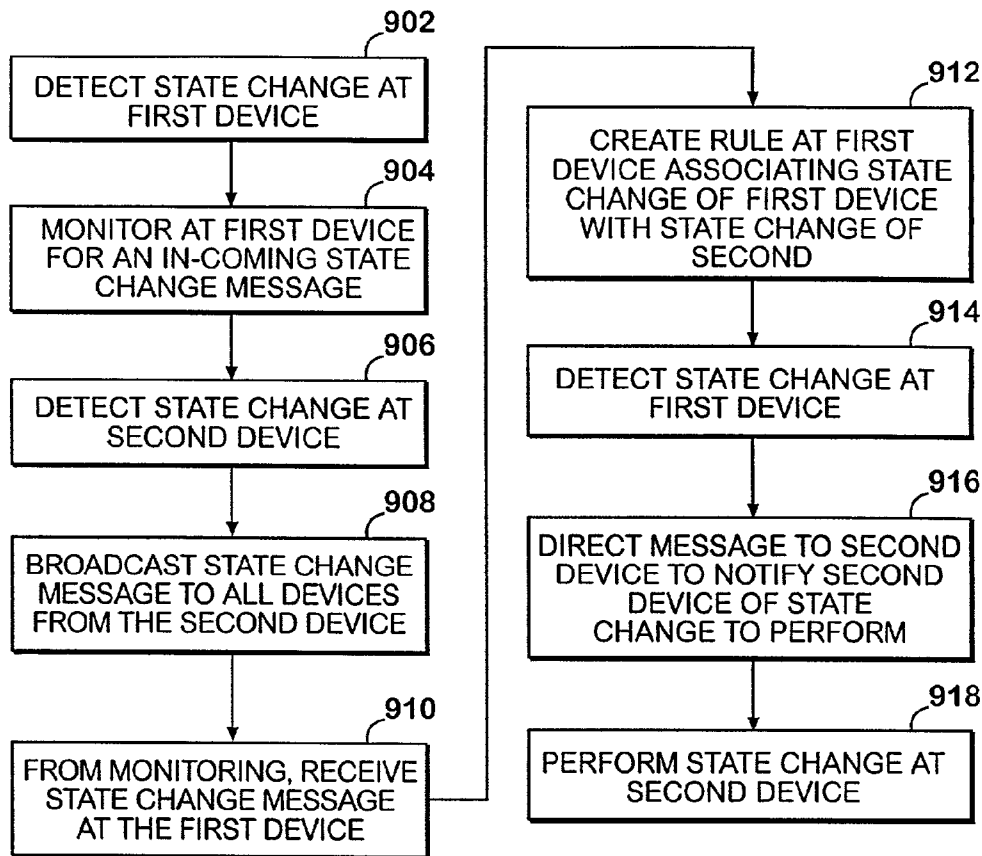 902
DETECT STATE CHANGE AT
FIRST DEVICE
904
MONITOR AT FIRST DEVICE
FOR AN IN-COMING STATE
CHANGE MESSAGE
906
DETECT STATE CHANGE AT
SECOND DEVICE
908
BROADCAST STATE CHANGE
MESSAGE TO ALL DEVICES
FROM THE SECOND DEVICE
910
FROM MONITORING, RECEIVE
STATE CHANGE MESSAGE
AT THE FIRST DEVICE
912
CREATE RULE AT FIRST
DEVICE ASSOCIATING STATE
CHANGE OF FIRST DEVICE
WITH STATE CHANGE OF
SECOND
914
DETECT STATE CHANGE AT
FIRST DEVICE
916
DIRECT MESSAGE TO SECOND
DEVICE TO NOTIFY SECOND
DEVICE OF STATE
CHANGE TO PERFORM
918
PERFORM STATE CHANGE AT
SECOND DEVICE